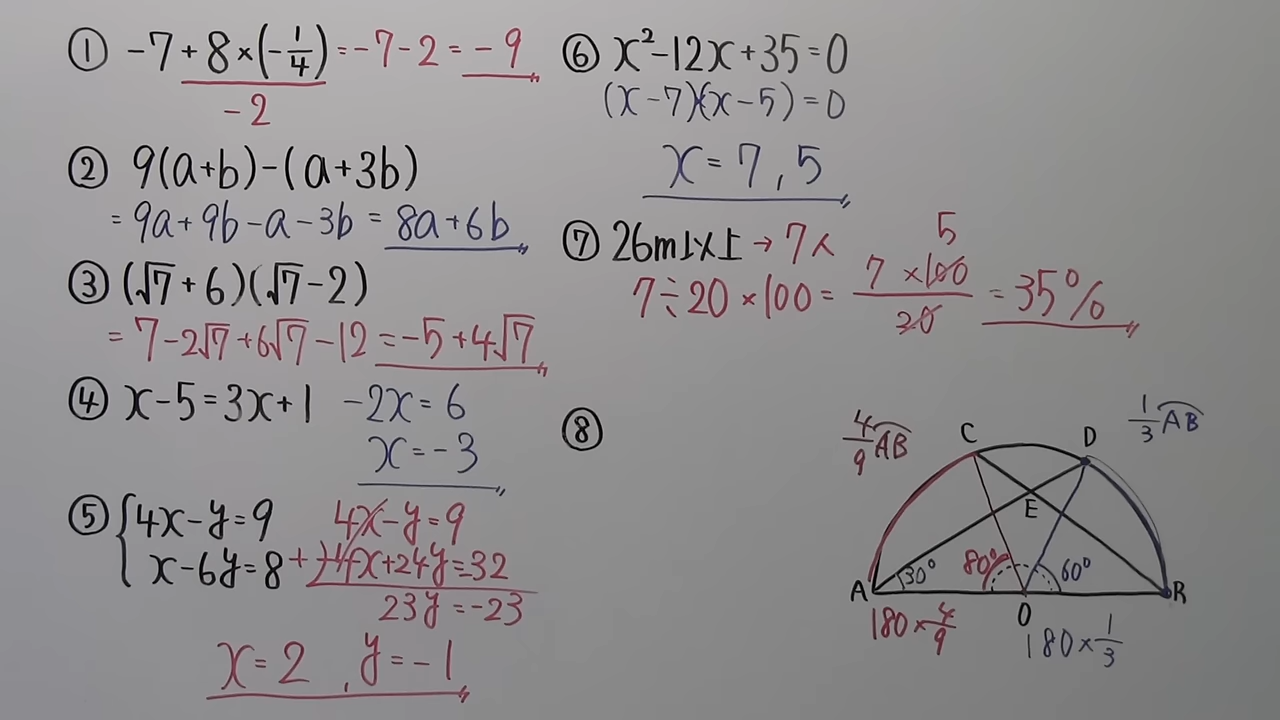 ① -7+8×(-1/4)=-7-2=-9
-2
② 9(a+b)-(a+3b)
=9a+9b-a-3b=8a+6b
③ (√7+6)(√7-2)
=7-2√7+6√7-12=-5+4√7
④ x-5=3x+1 -2x=6
x=-3
⑤ {4x-y=9 4x-y=9
x-6y=8 +)-4x+24y=-32
23y=-23
x=2, y=-1
⑥ x²-12x+35=0
(x-7)(x-5)=0
x=7,5
⑦ 26m以上→7人
5
7÷20×100=7×100/20=35%
⑧
4/9 AB
C
D
1/3 AB
E
A
30°
80°
60°
B
O
180×4/9
180×1/3